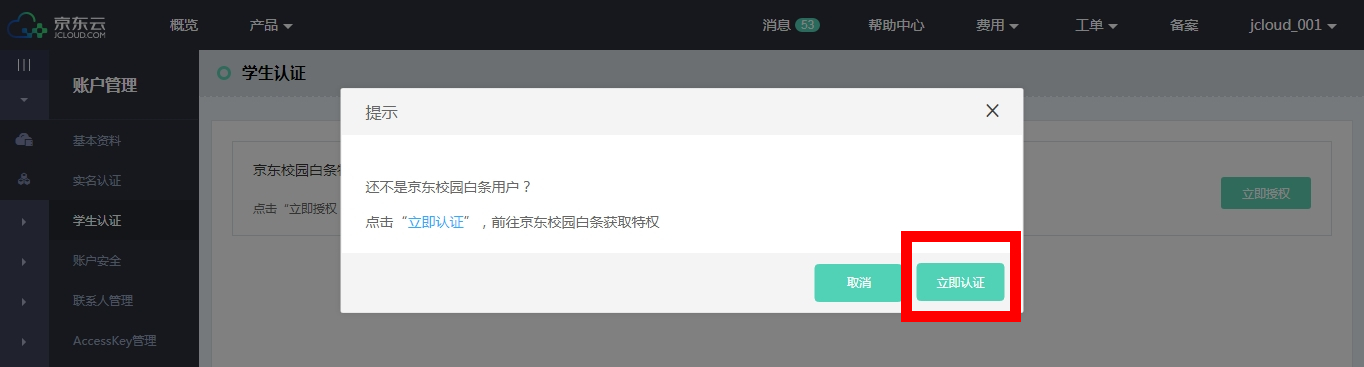 京东云
JCLOUD.COM
概览
产品
消息 53
帮助中心
费用
工单
备案
jcloud_001
账户管理
基本资料
实名认证
学生认证
账户安全
联系人管理
AccessKey管理
学生认证
京东校园白条
点击“立即授权
立即授权
提示
还不是京东校园白条用户？
点击“立即认证”，前往京东校园白条获取特权
取消
立即认证